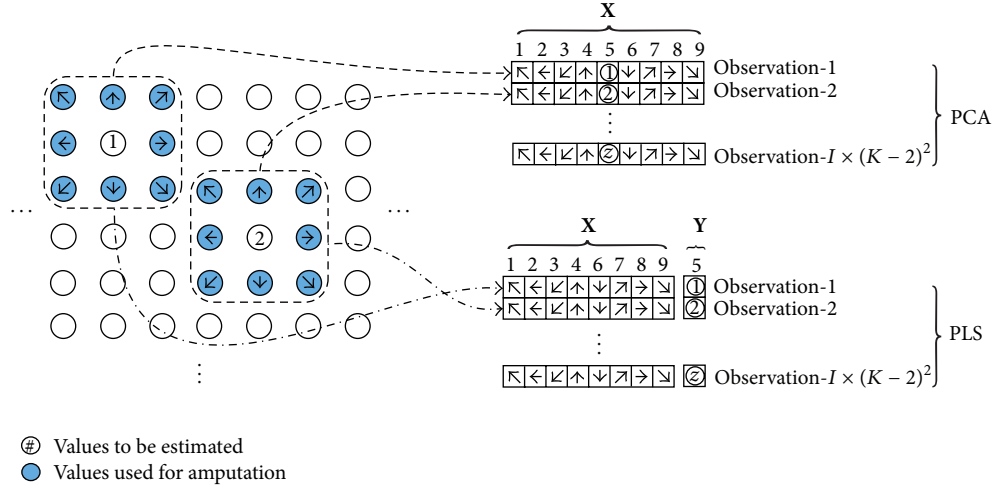 X
1 2 3 4 5 6 7 8 9
1 Observation-1
2 Observation-2
⋮
z Observation-I × (K − 2)²
PCA
1
2
...
...
⋮
X Y
1 2 3 4 6 7 8 9 5
1 Observation-1
2 Observation-2
⋮
z Observation-I × (K − 2)²
PLS
# Values to be estimated
Values used for amputation